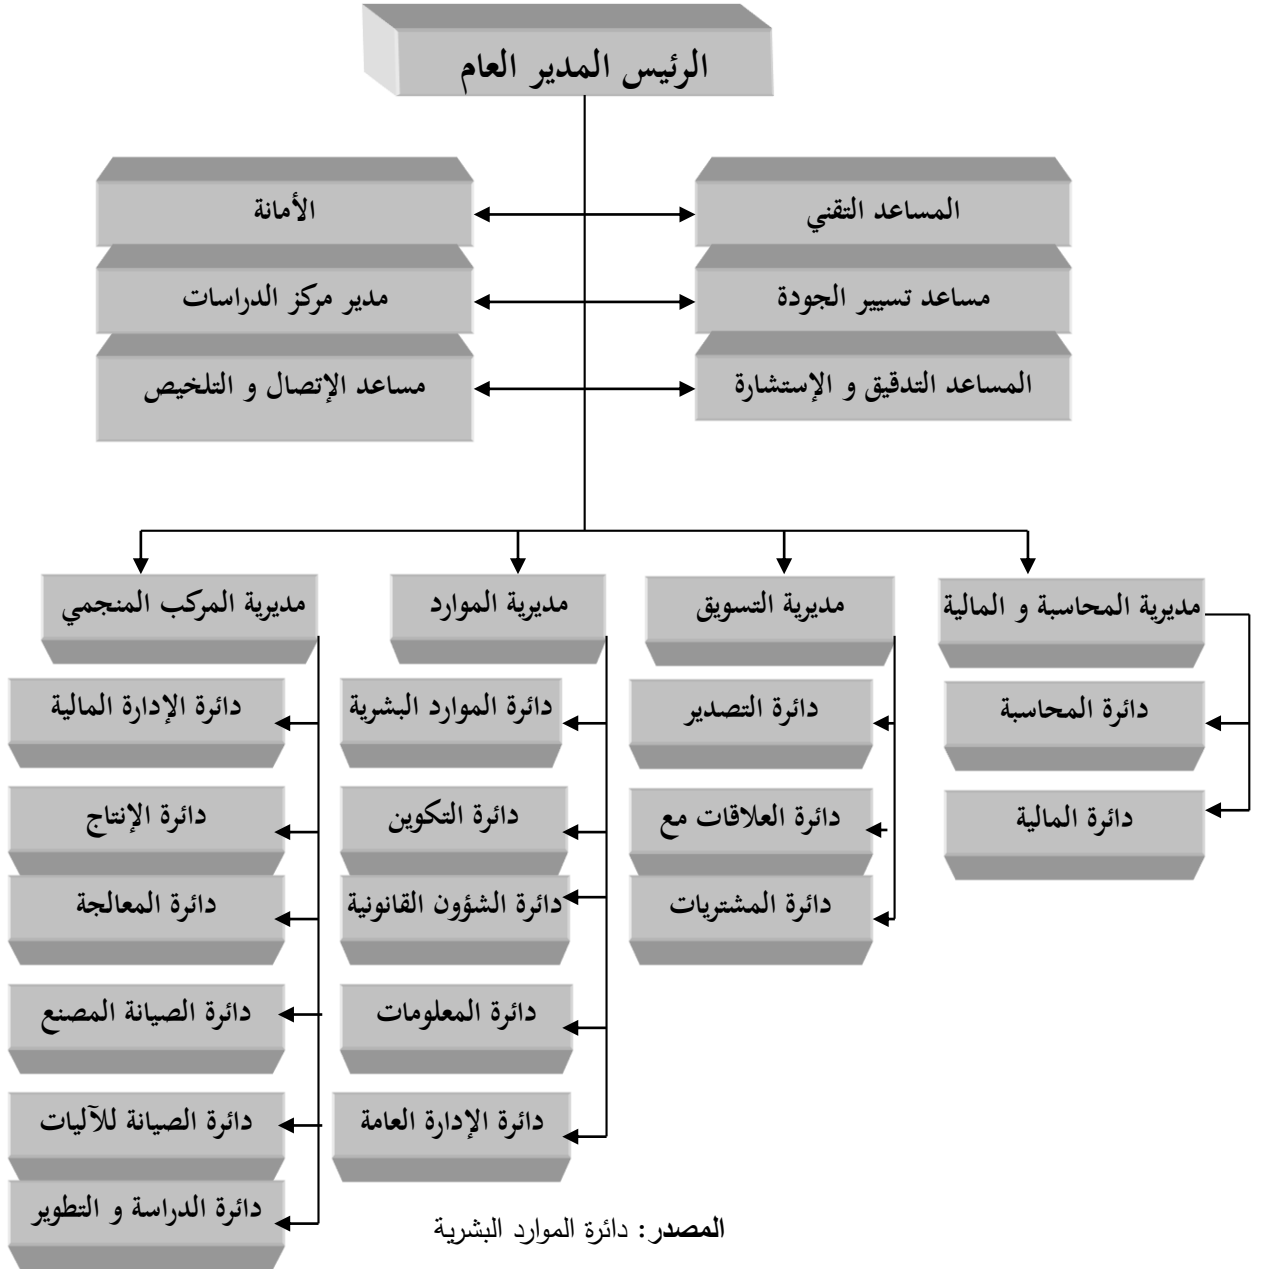 الرئيس المدير العام
المساعد التقني
الأمانة
مساعد تسيير الجودة
مدير مركز الدراسات
المساعد التدقيق و الإستشارة
مساعد الإتصال و التلخيص
مديرية المحاسبة و المالية
مديرية التسويق
مديرية الموارد
مديرية المركب المنجمي
دائرة المحاسبة
دائرة التصدير
دائرة الموارد البشرية
دائرة الإدارة المالية
دائرة المالية
دائرة العلاقات مع
دائرة التكوين
دائرة الإنتاج
دائرة المشتريات
دائرة الشؤون القانونية
دائرة المعالجة
دائرة المعلومات
دائرة الصيانة المصنع
دائرة الإدارة العامة
دائرة الصيانة للآليات
دائرة الدراسة و التطوير
المصدر: دائرة الموارد البشرية